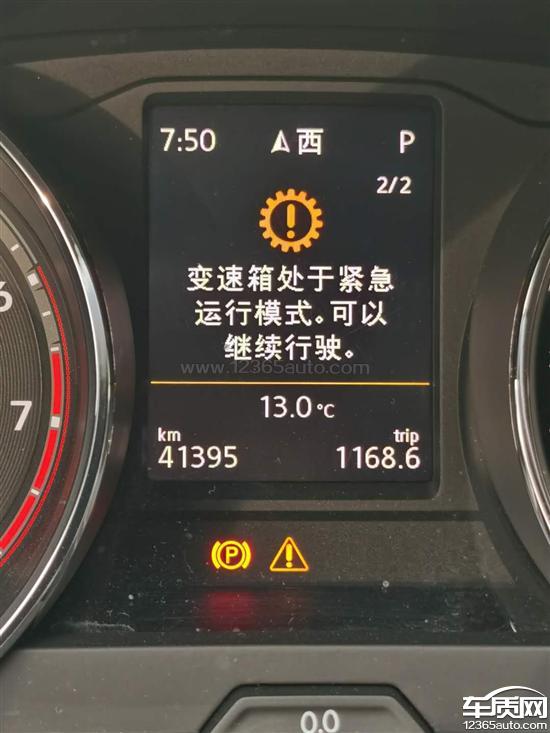 7:50 西 P
2/2
变速箱处于紧急
运行模式。可以
继续行驶。
www.12365auto.com
13.0 °C
km trip
41395 1168.6
6
7
P
0.0
车质网
12365auto.com